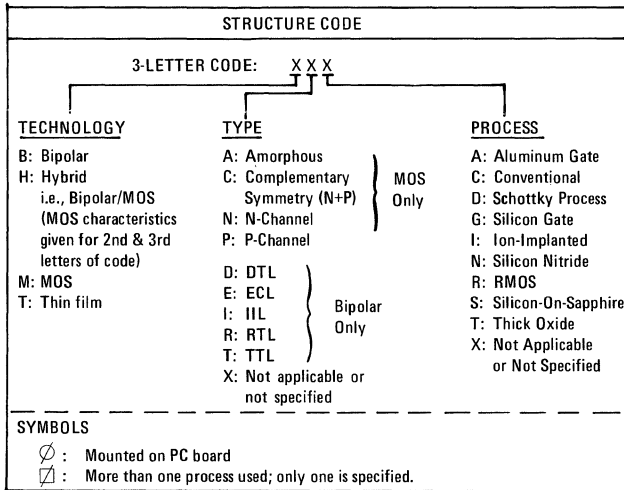 STRUCTURE CODE
3-LETTER CODE: X X X
TECHNOLOGY
B: Bipolar
H: Hybrid
i.e., Bipolar/MOS
(MOS characteristics
given for 2nd & 3rd
letters of code)
M: MOS
T: Thin film
TYPE
A: Amorphous
C: Complementary
Symmetry (N+P)
N: N-Channel
P: P-Channel
MOS
Only
D: DTL
E: ECL
I: IIL
R: RTL
T: TTL
Bipolar
Only
X: Not applicable or
not specified
PROCESS
A: Aluminum Gate
C: Conventional
D: Schottky Process
G: Silicon Gate
I: Ion-Implanted
N: Silicon Nitride
R: RMOS
S: Silicon-On-Sapphire
T: Thick Oxide
X: Not Applicable
or Not Specified
SYMBOLS
∅ : Mounted on PC board
⍁ : More than one process used; only one is specified.